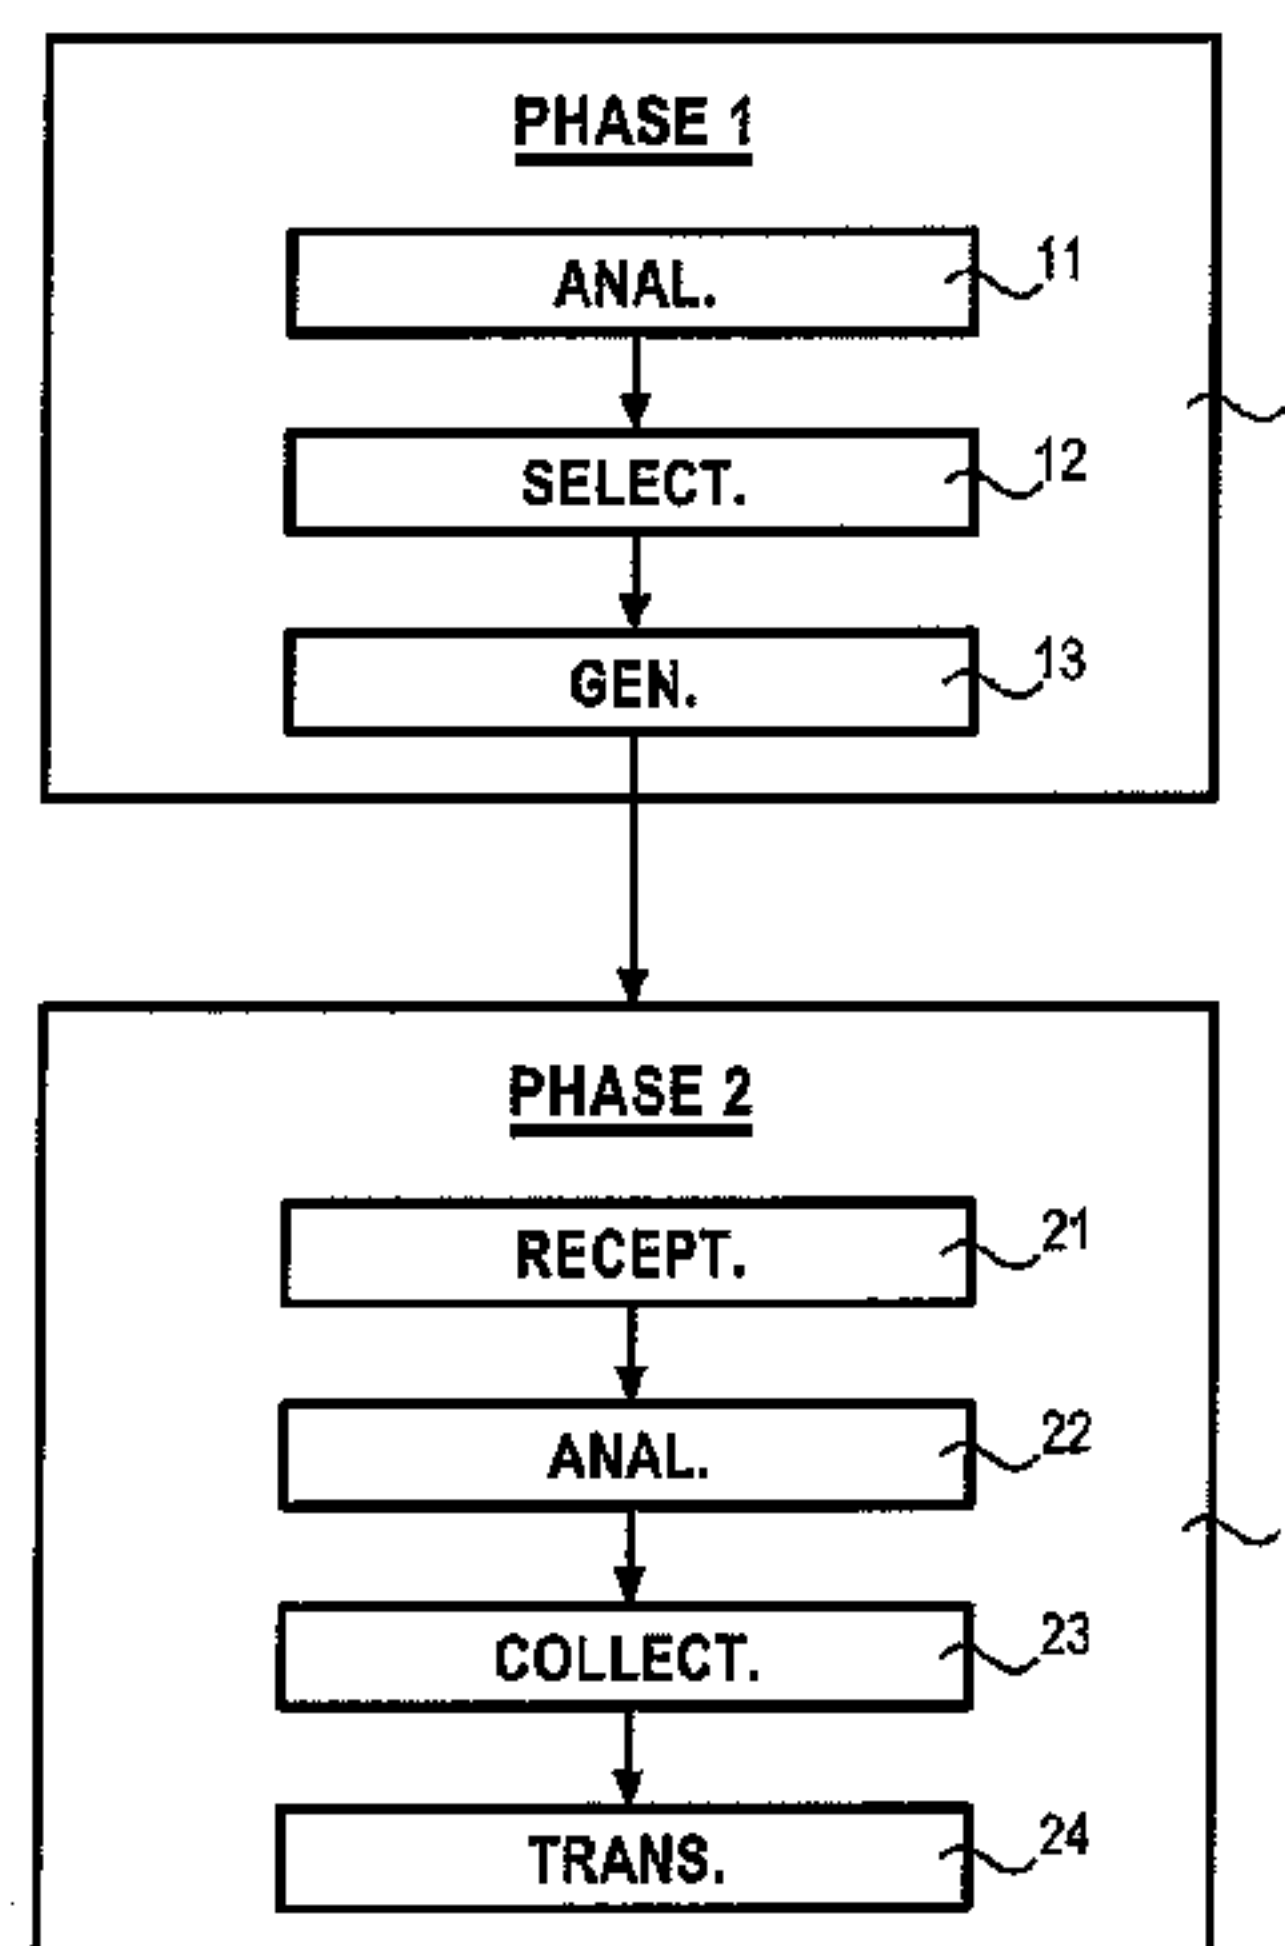 PHASE 1
ANAL.
11
SELECT.
12
GEN.
13
PHASE 2
RECEPT.
21
ANAL.
22
COLLECT.
23
TRANS.
24